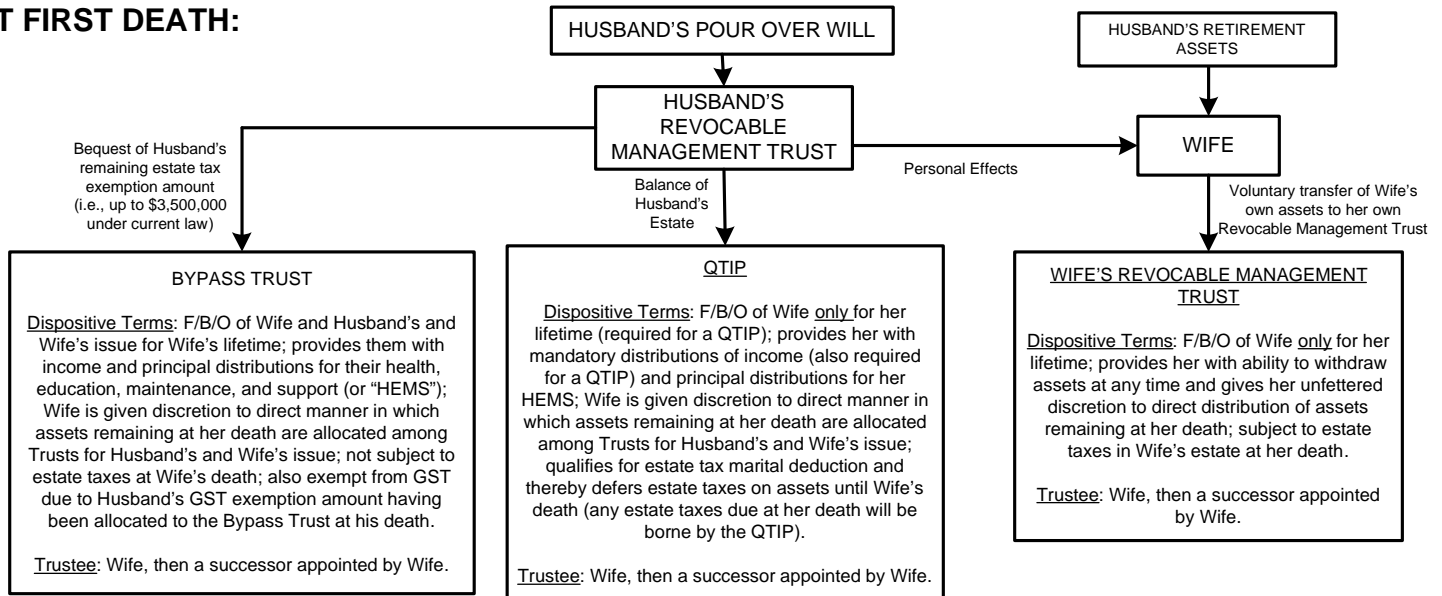 T FIRST DEATH:
HUSBAND'S POUR OVER WILL
HUSBAND'S RETIREMENT
ASSETS
HUSBAND'S
REVOCABLE
MANAGEMENT TRUST
WIFE
Bequest of Husband's
remaining estate tax
exemption amount
(i.e., up to $3,500,000
under current law)
Balance of
Husband's
Estate
Personal Effects
Voluntary transfer of Wife's
own assets to her own
Revocable Management Trust
BYPASS TRUST
Dispositive Terms: F/B/O of Wife and Husband's and
Wife's issue for Wife's lifetime; provides them with
income and principal distributions for their health,
education, maintenance, and support (or “HEMS”);
Wife is given discretion to direct manner in which
assets remaining at her death are allocated among
Trusts for Husband's and Wife's issue; not subject to
estate taxes at Wife's death; also exempt from GST
due to Husband's GST exemption amount having
been allocated to the Bypass Trust at his death.
Trustee: Wife, then a successor appointed by Wife.
QTIP
Dispositive Terms: F/B/O of Wife only for her
lifetime (required for a QTIP); provides her with
mandatory distributions of income (also required
for a QTIP) and principal distributions for her
HEMS; Wife is given discretion to direct manner in
which assets remaining at her death are allocated
among Trusts for Husband's and Wife's issue;
qualifies for estate tax marital deduction and
thereby defers estate taxes on assets until Wife's
death (any estate taxes due at her death will be
borne by the QTIP).
Trustee: Wife, then a successor appointed by Wife.
WIFE'S REVOCABLE MANAGEMENT
TRUST
Dispositive Terms: F/B/O of Wife only for her
lifetime; provides her with ability to withdraw
assets at any time and gives her unfettered
discretion to direct distribution of assets
remaining at her death; subject to estate
taxes in Wife's estate at her death.
Trustee: Wife, then a successor appointed
by Wife.